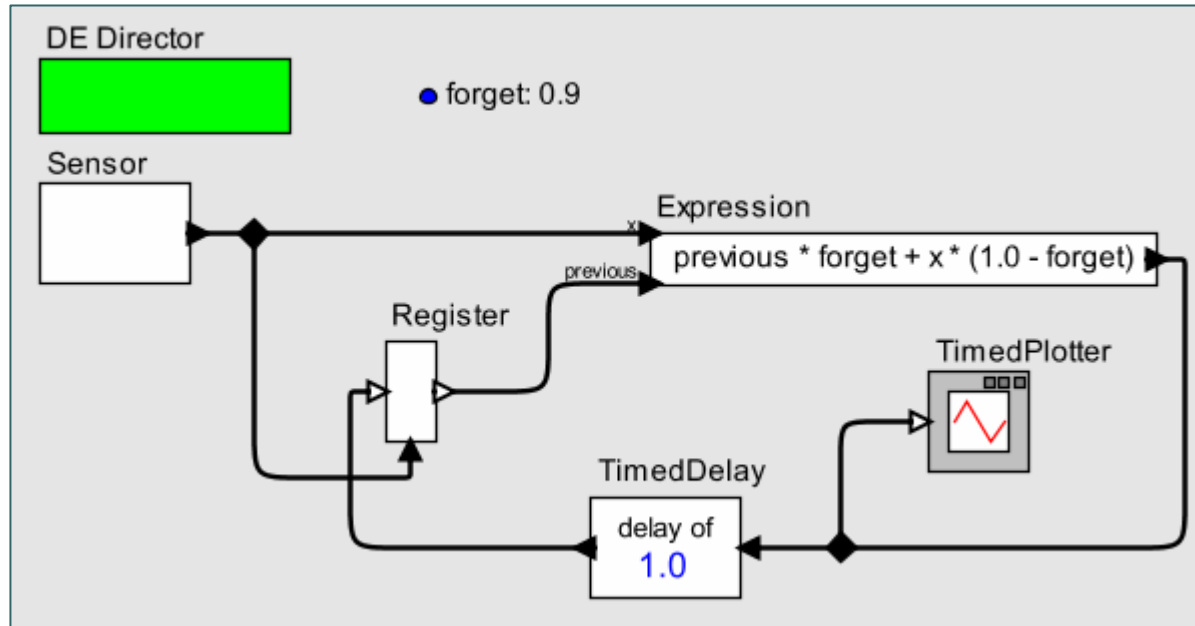 DE Director
forget: 0.9
Sensor
Expression
x
previous * forget + x * (1.0 - forget)
previous
Register
TimedPlotter
TimedDelay
delay of
1.0